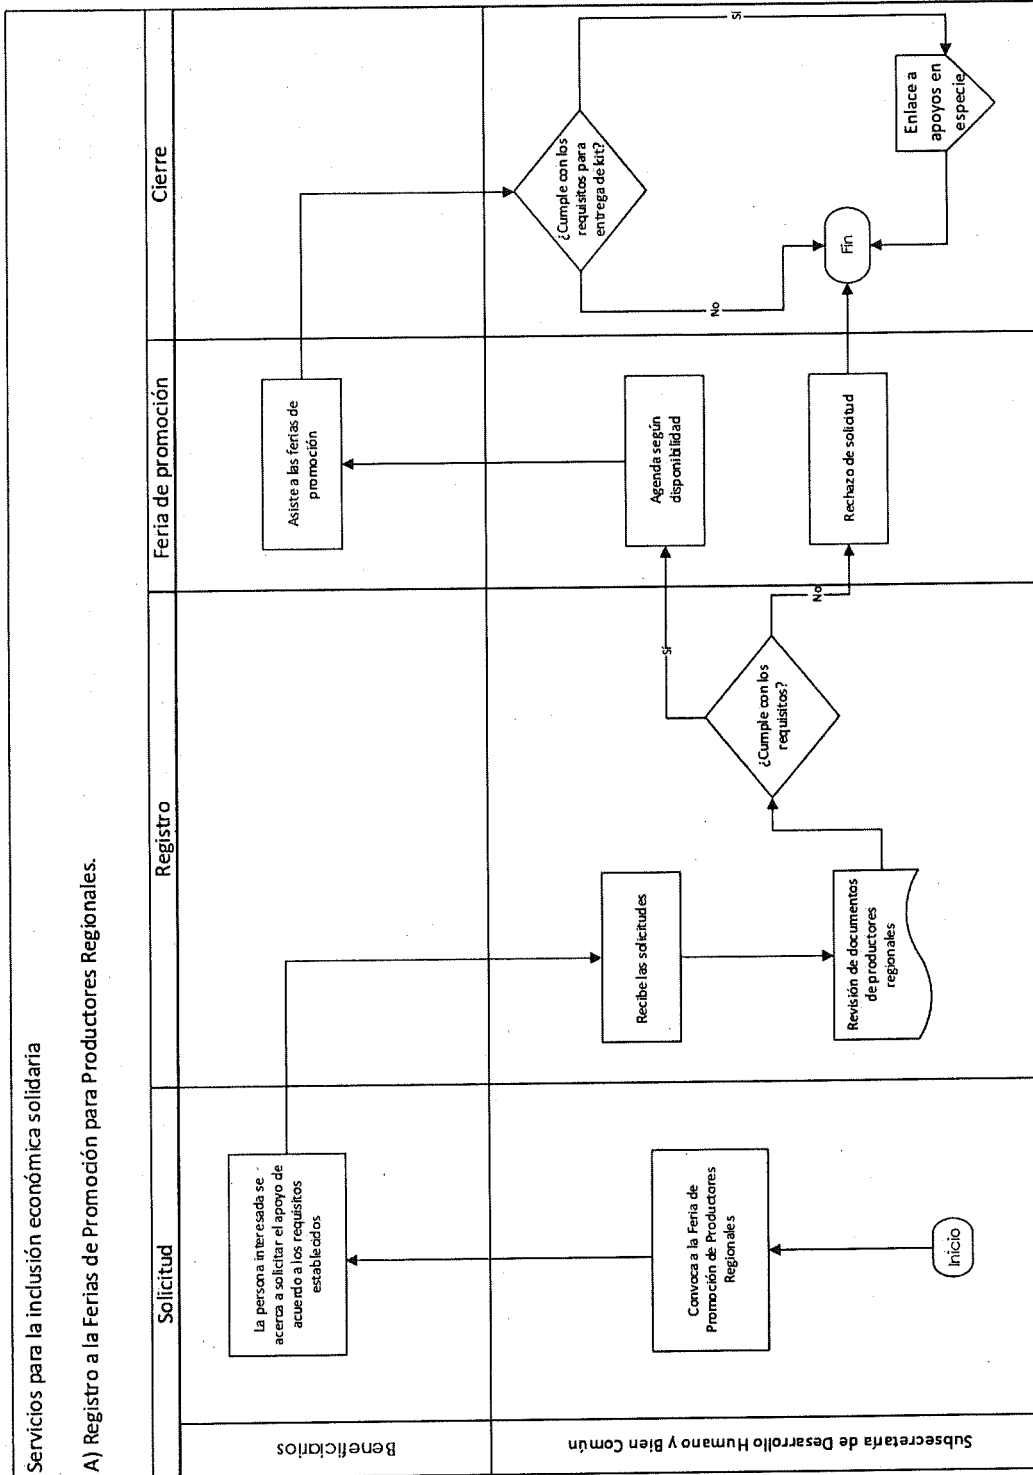 Servicios para la inclusión económica solidaria
A) Registro a la Ferias de Promoción para Productores Regionales.
Solicitud
Registro
Feria de promoción
Cierre
Beneficiarios
La persona interesada se
acerca a solicitar el apoyo de
acuerdo a los requisitos
establecidos
Asiste a las ferias de
promoción
Subsecretaría de Desarrollo Humano y Bien Común
Inicio
Convoca a la Feria de
Promoción de Productores
Regionales
Recibe las solicitudes
Revisión de documentos
de productores
regionales
¿Cumple con los
requisitos?
Sí
No
Agenda según
disponibilidad
Rechazo de solicitud
¿Cumple con los
requisitos para
entrega de kit?
Sí
No
Enlace a
apoyos en
especie
Fin